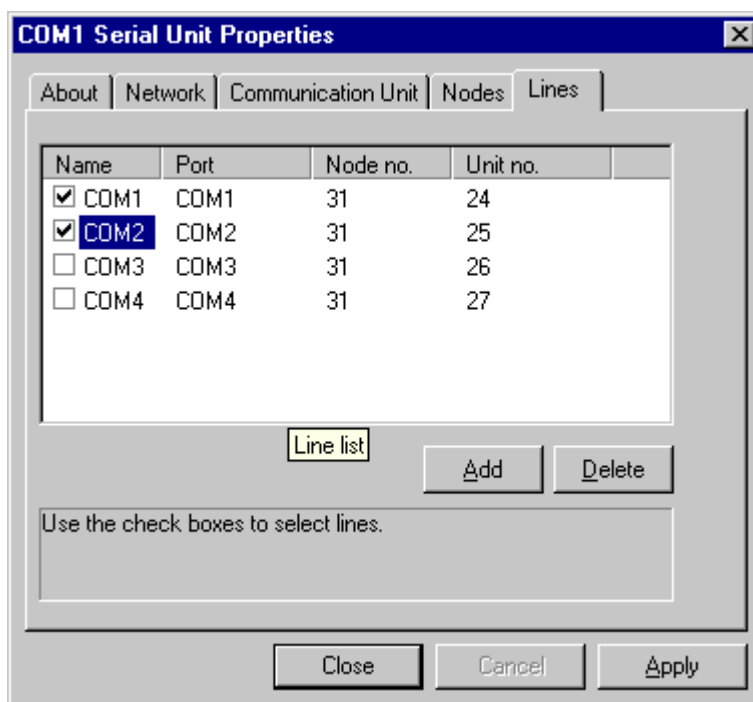 COM1 Serial Unit Properties
About Network Communication Unit Nodes Lines
Name Port Node no. Unit no.
COM1 COM1 31 24
COM2 COM2 31 25
COM3 COM3 31 26
COM4 COM4 31 27
Line list
Add Delete
Use the check boxes to select lines.
Close Cancel Apply